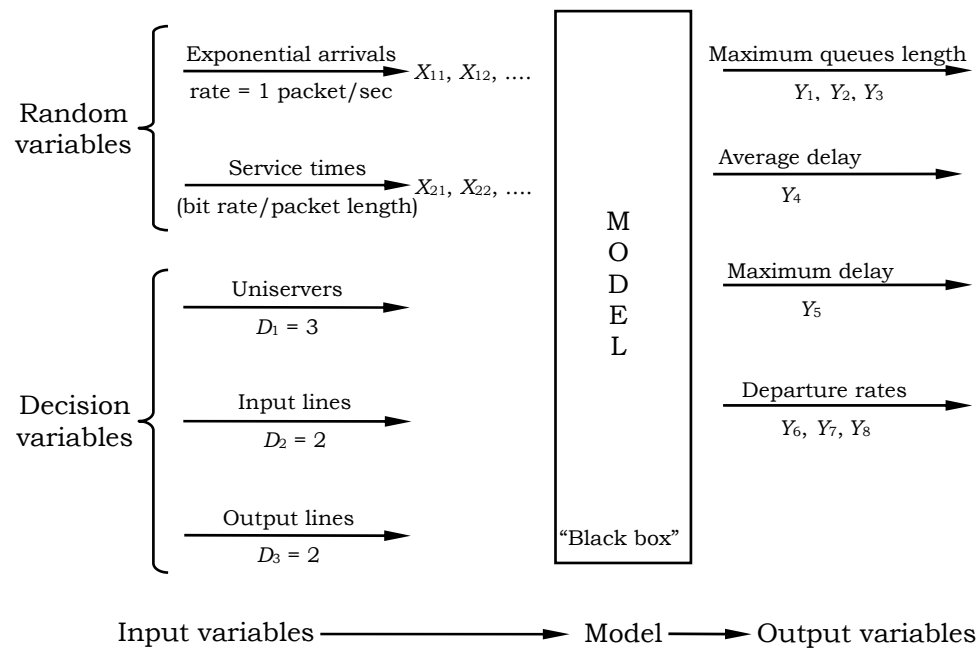 Random
variables
Exponential arrivals
rate = 1 packet/sec
X11, X12, ....
Service times
(bit rate/packet length)
X21, X22, ....
Decision
variables
Uniservers
D1 = 3
Input lines
D2 = 2
Output lines
D3 = 2
M
O
D
E
L
“Black box”
Maximum queues length
Y1, Y2, Y3
Average delay
Y4
Maximum delay
Y5
Departure rates
Y6, Y7, Y8
Input variables Model Output variables